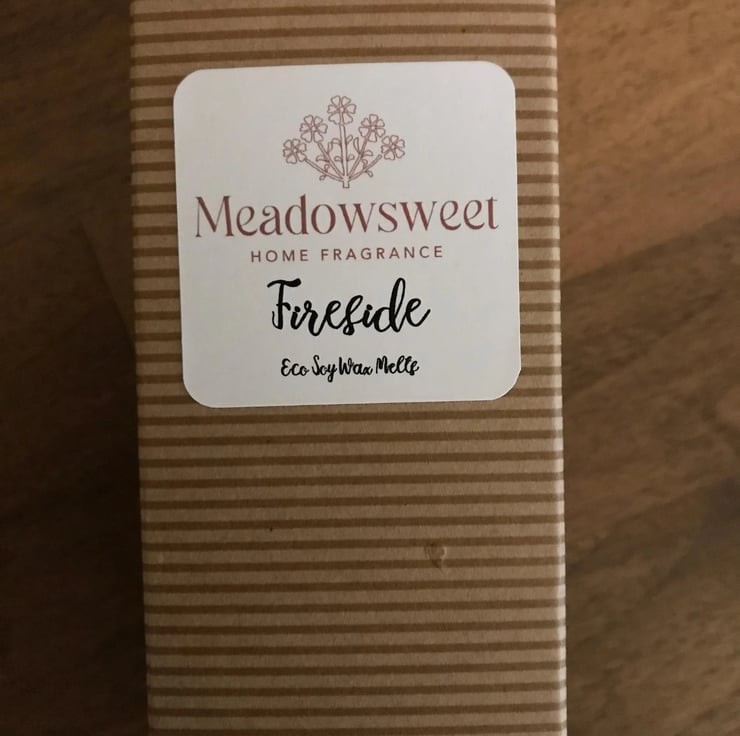 Meadowsweet
HOME FRAGRANCE
Fireside
Eco Soy Wax Melts